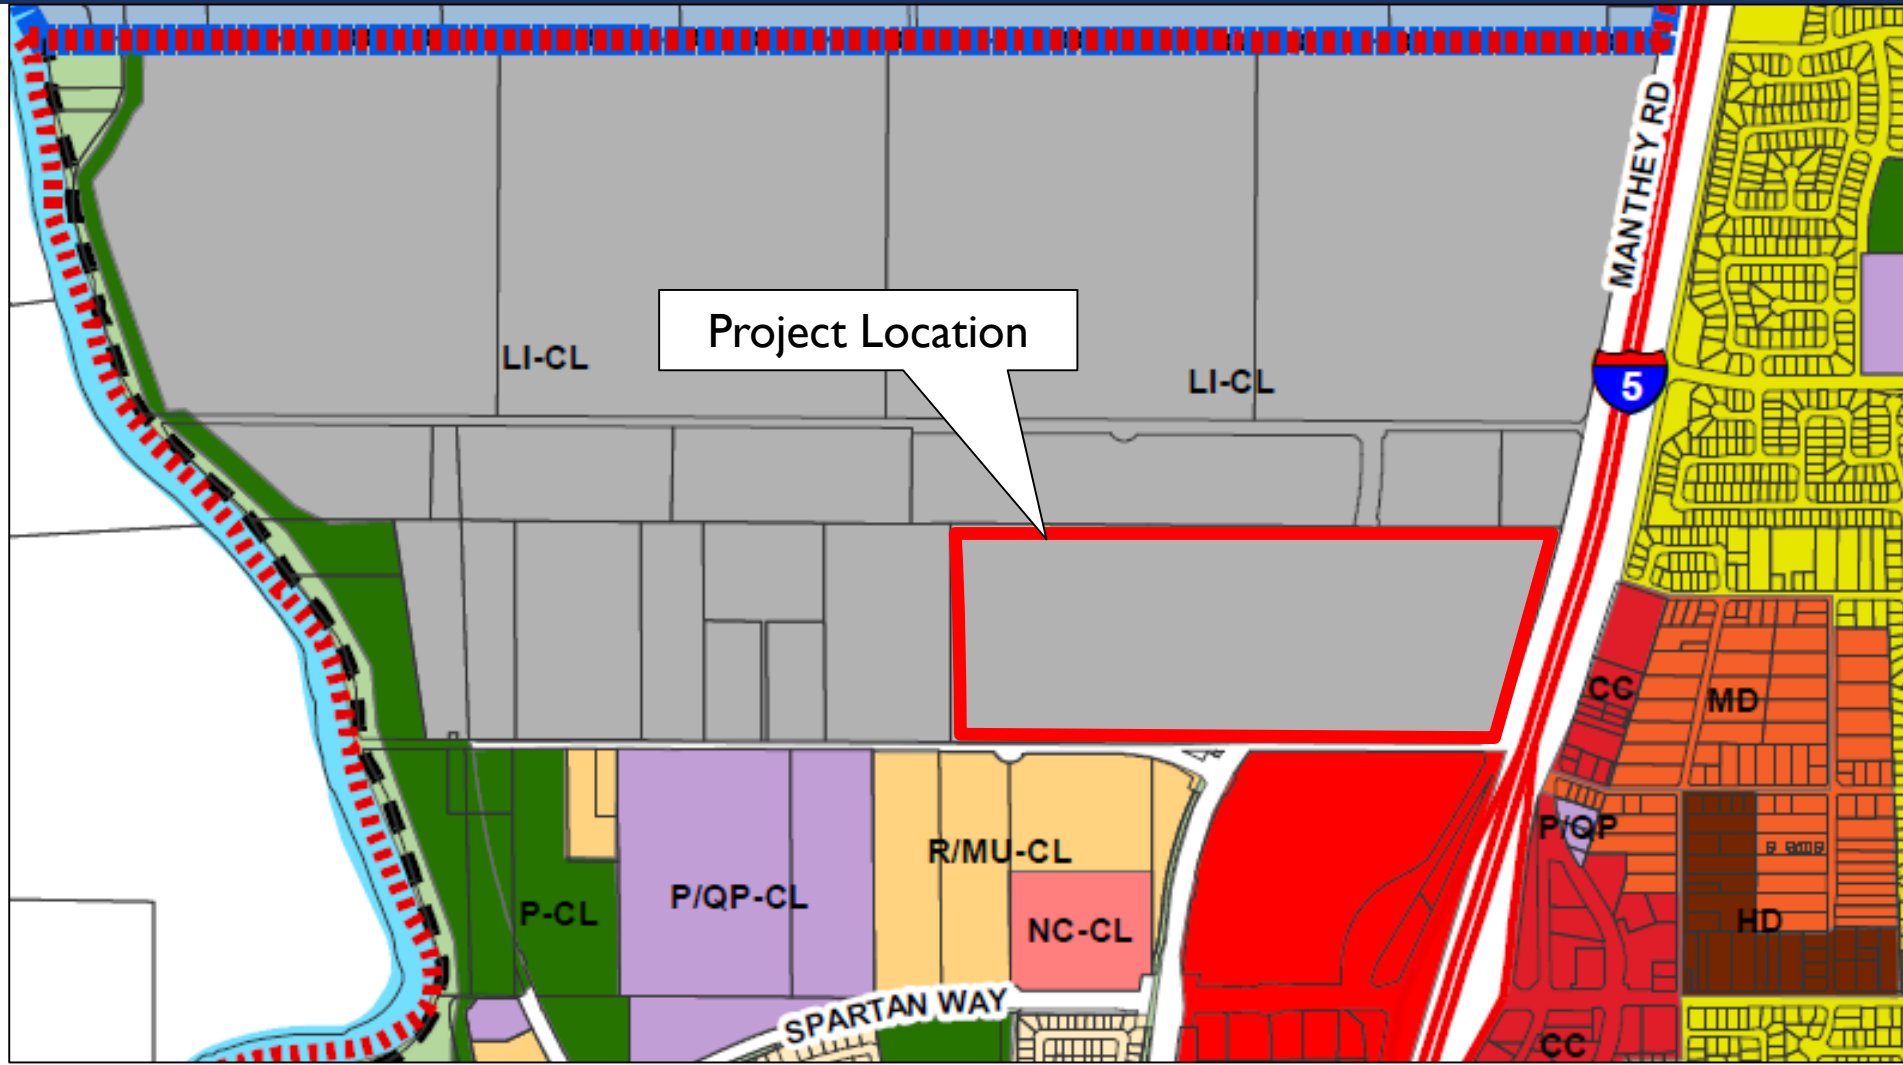 MANTHEY RD
Project Location
LI-CL
LI-CL
5
CC
MD
P/QP
R/MU-CL
P/QP-CL
P-CL
NC-CL
HD
SPARTAN WAY
CC